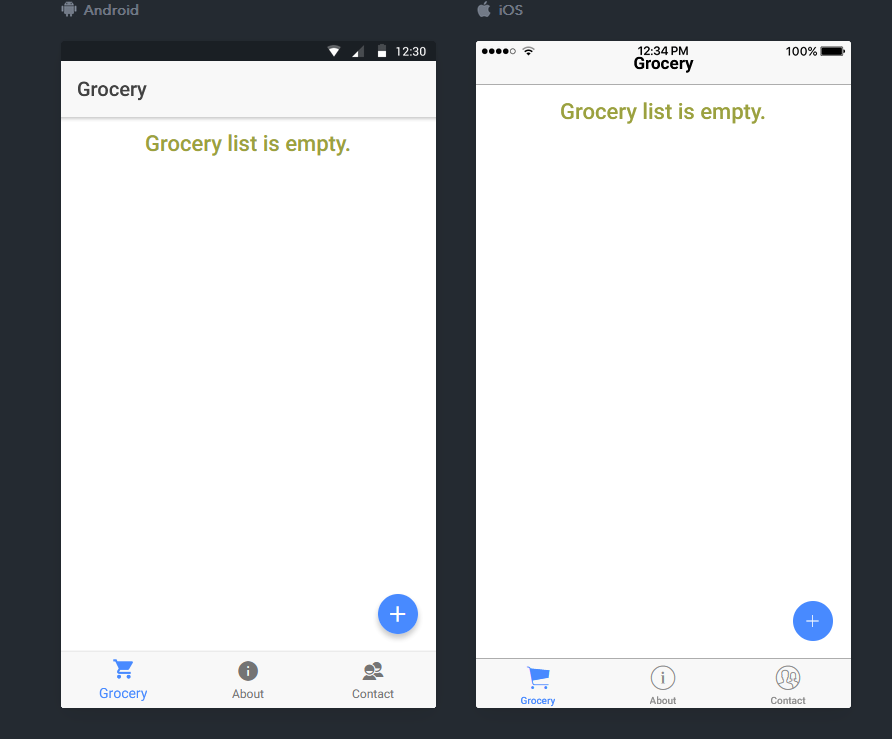 Android
12:30
Grocery
Grocery list is empty.
Grocery
About
Contact
iOS
12:34 PM
100%
Grocery
Grocery list is empty.
Grocery
About
Contact